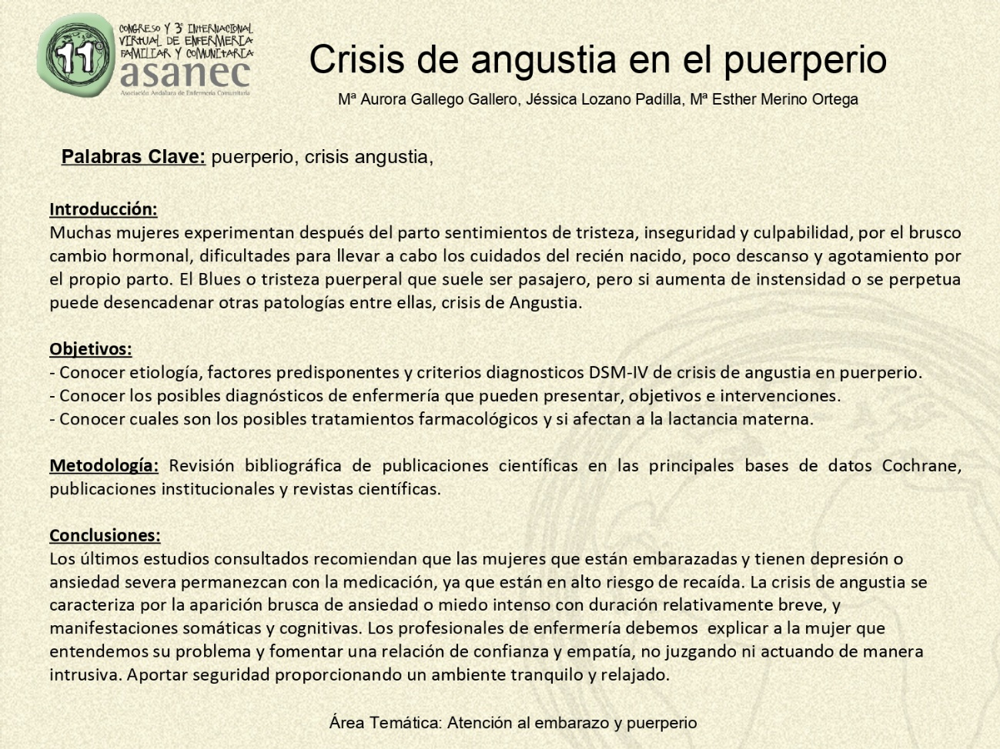 CONGRESO Y 3º INTERNACIONAL
VIRTUAL DE ENFERMERIA
FAMILIAR Y COMUNITARIA
11
asanec
Asociación Andaluza de Enfermería Comunitaria
Crisis de angustia en el puerperio
Mª Aurora Gallego Gallero, Jéssica Lozano Padilla, Mª Esther Merino Ortega
Palabras Clave: puerperio, crisis angustia,
Introducción:
Muchas mujeres experimentan después del parto sentimientos de tristeza, inseguridad y culpabilidad, por el brusco
cambio hormonal, dificultades para llevar a cabo los cuidados del recién nacido, poco descanso y agotamiento por
el propio parto. El Blues o tristeza puerperal que suele ser pasajero, pero si aumenta de instensidad o se perpetua
puede desencadenar otras patologías entre ellas, crisis de Angustia.
Objetivos:
- Conocer etiología, factores predisponentes y criterios diagnosticos DSM-IV de crisis de angustia en puerperio.
- Conocer los posibles diagnósticos de enfermería que pueden presentar, objetivos e intervenciones.
- Conocer cuales son los posibles tratamientos farmacológicos y si afectan a la lactancia materna.
Metodología: Revisión bibliográfica de publicaciones científicas en las principales bases de datos Cochrane,
publicaciones institucionales y revistas científicas.
Conclusiones:
Los últimos estudios consultados recomiendan que las mujeres que están embarazadas y tienen depresión o
ansiedad severa permanezcan con la medicación, ya que están en alto riesgo de recaída. La crisis de angustia se
caracteriza por la aparición brusca de ansiedad o miedo intenso con duración relativamente breve, y
manifestaciones somáticas y cognitivas. Los profesionales de enfermería debemos explicar a la mujer que
entendemos su problema y fomentar una relación de confianza y empatía, no juzgando ni actuando de manera
intrusiva. Aportar seguridad proporcionando un ambiente tranquilo y relajado.
Área Temática: Atención al embarazo y puerperio